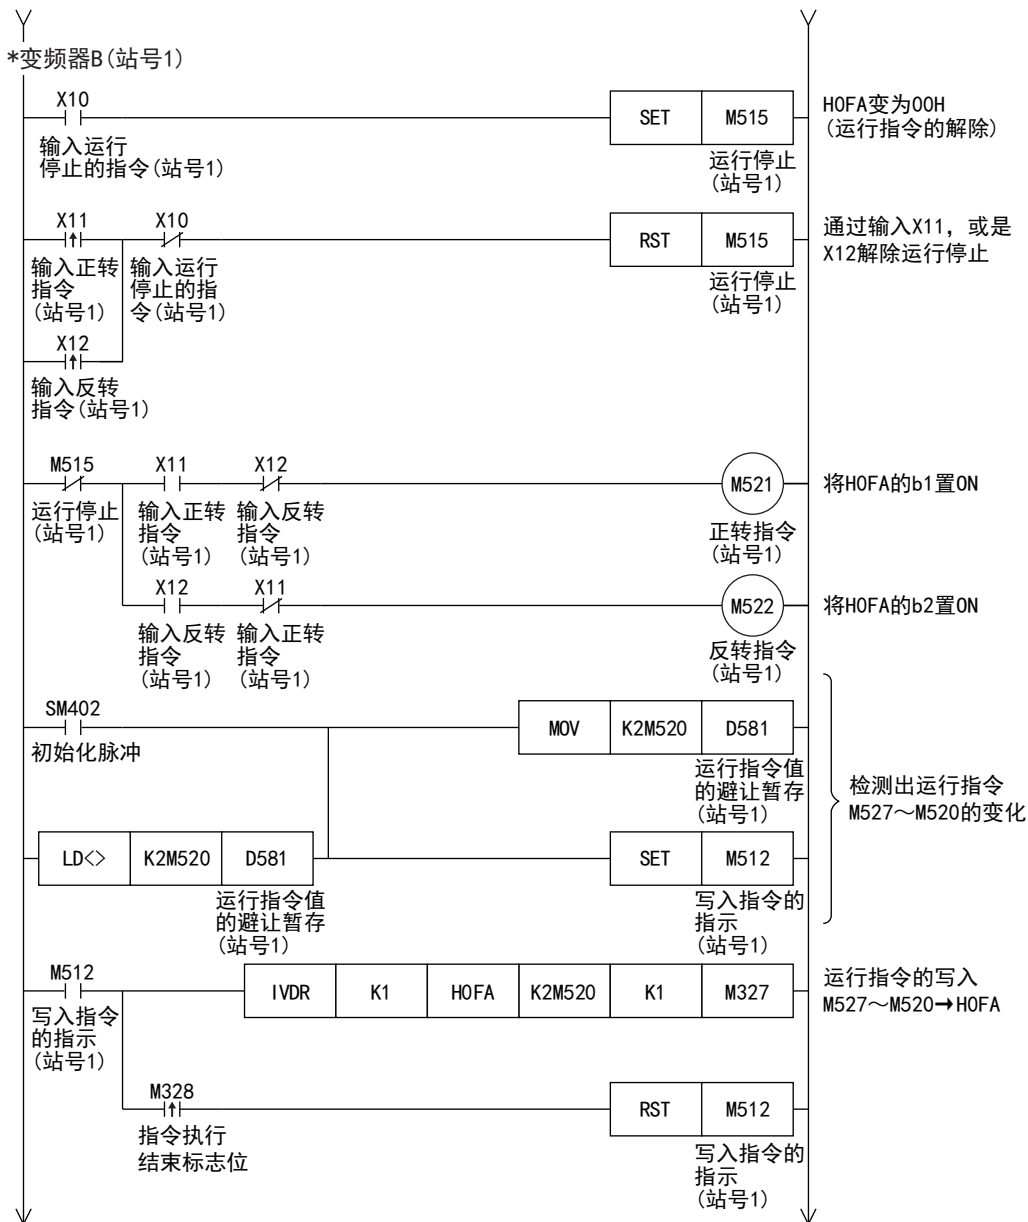 *变频器B(站号1)
X10
SET M515
H0FA变为00H
(运行指令的解除)
输入运行
停止的指令(站号1)
运行停止
(站号1)
X11 X10
RST M515
通过输入X11，或是
X12解除运行停止
输入正转
指令
(站号1)
输入运行
停止的指
令(站号1)
运行停止
(站号1)
X12
输入反转
指令(站号1)
M515 X11 X12
M521
将H0FA的b1置ON
运行停止
(站号1)
输入正转
指令
(站号1)
输入反转
指令
(站号1)
正转指令
(站号1)
X12 X11
M522
将H0FA的b2置ON
输入反转
指令
(站号1)
输入正转
指令
(站号1)
反转指令
(站号1)
SM402
MOV K2M520 D581
初始化脉冲
运行指令值
的避让暂存
(站号1)
检测出运行指令
M527～M520的变化
LD<> K2M520 D581
SET M512
运行指令值
的避让暂存
(站号1)
写入指令的
指示
(站号1)
M512
IVDR K1 H0FA K2M520 K1 M327
运行指令的写入
M527～M520→H0FA
写入指令
的指示
(站号1)
M328
RST M512
指令执行
结束标志位
写入指令的
指示
(站号1)